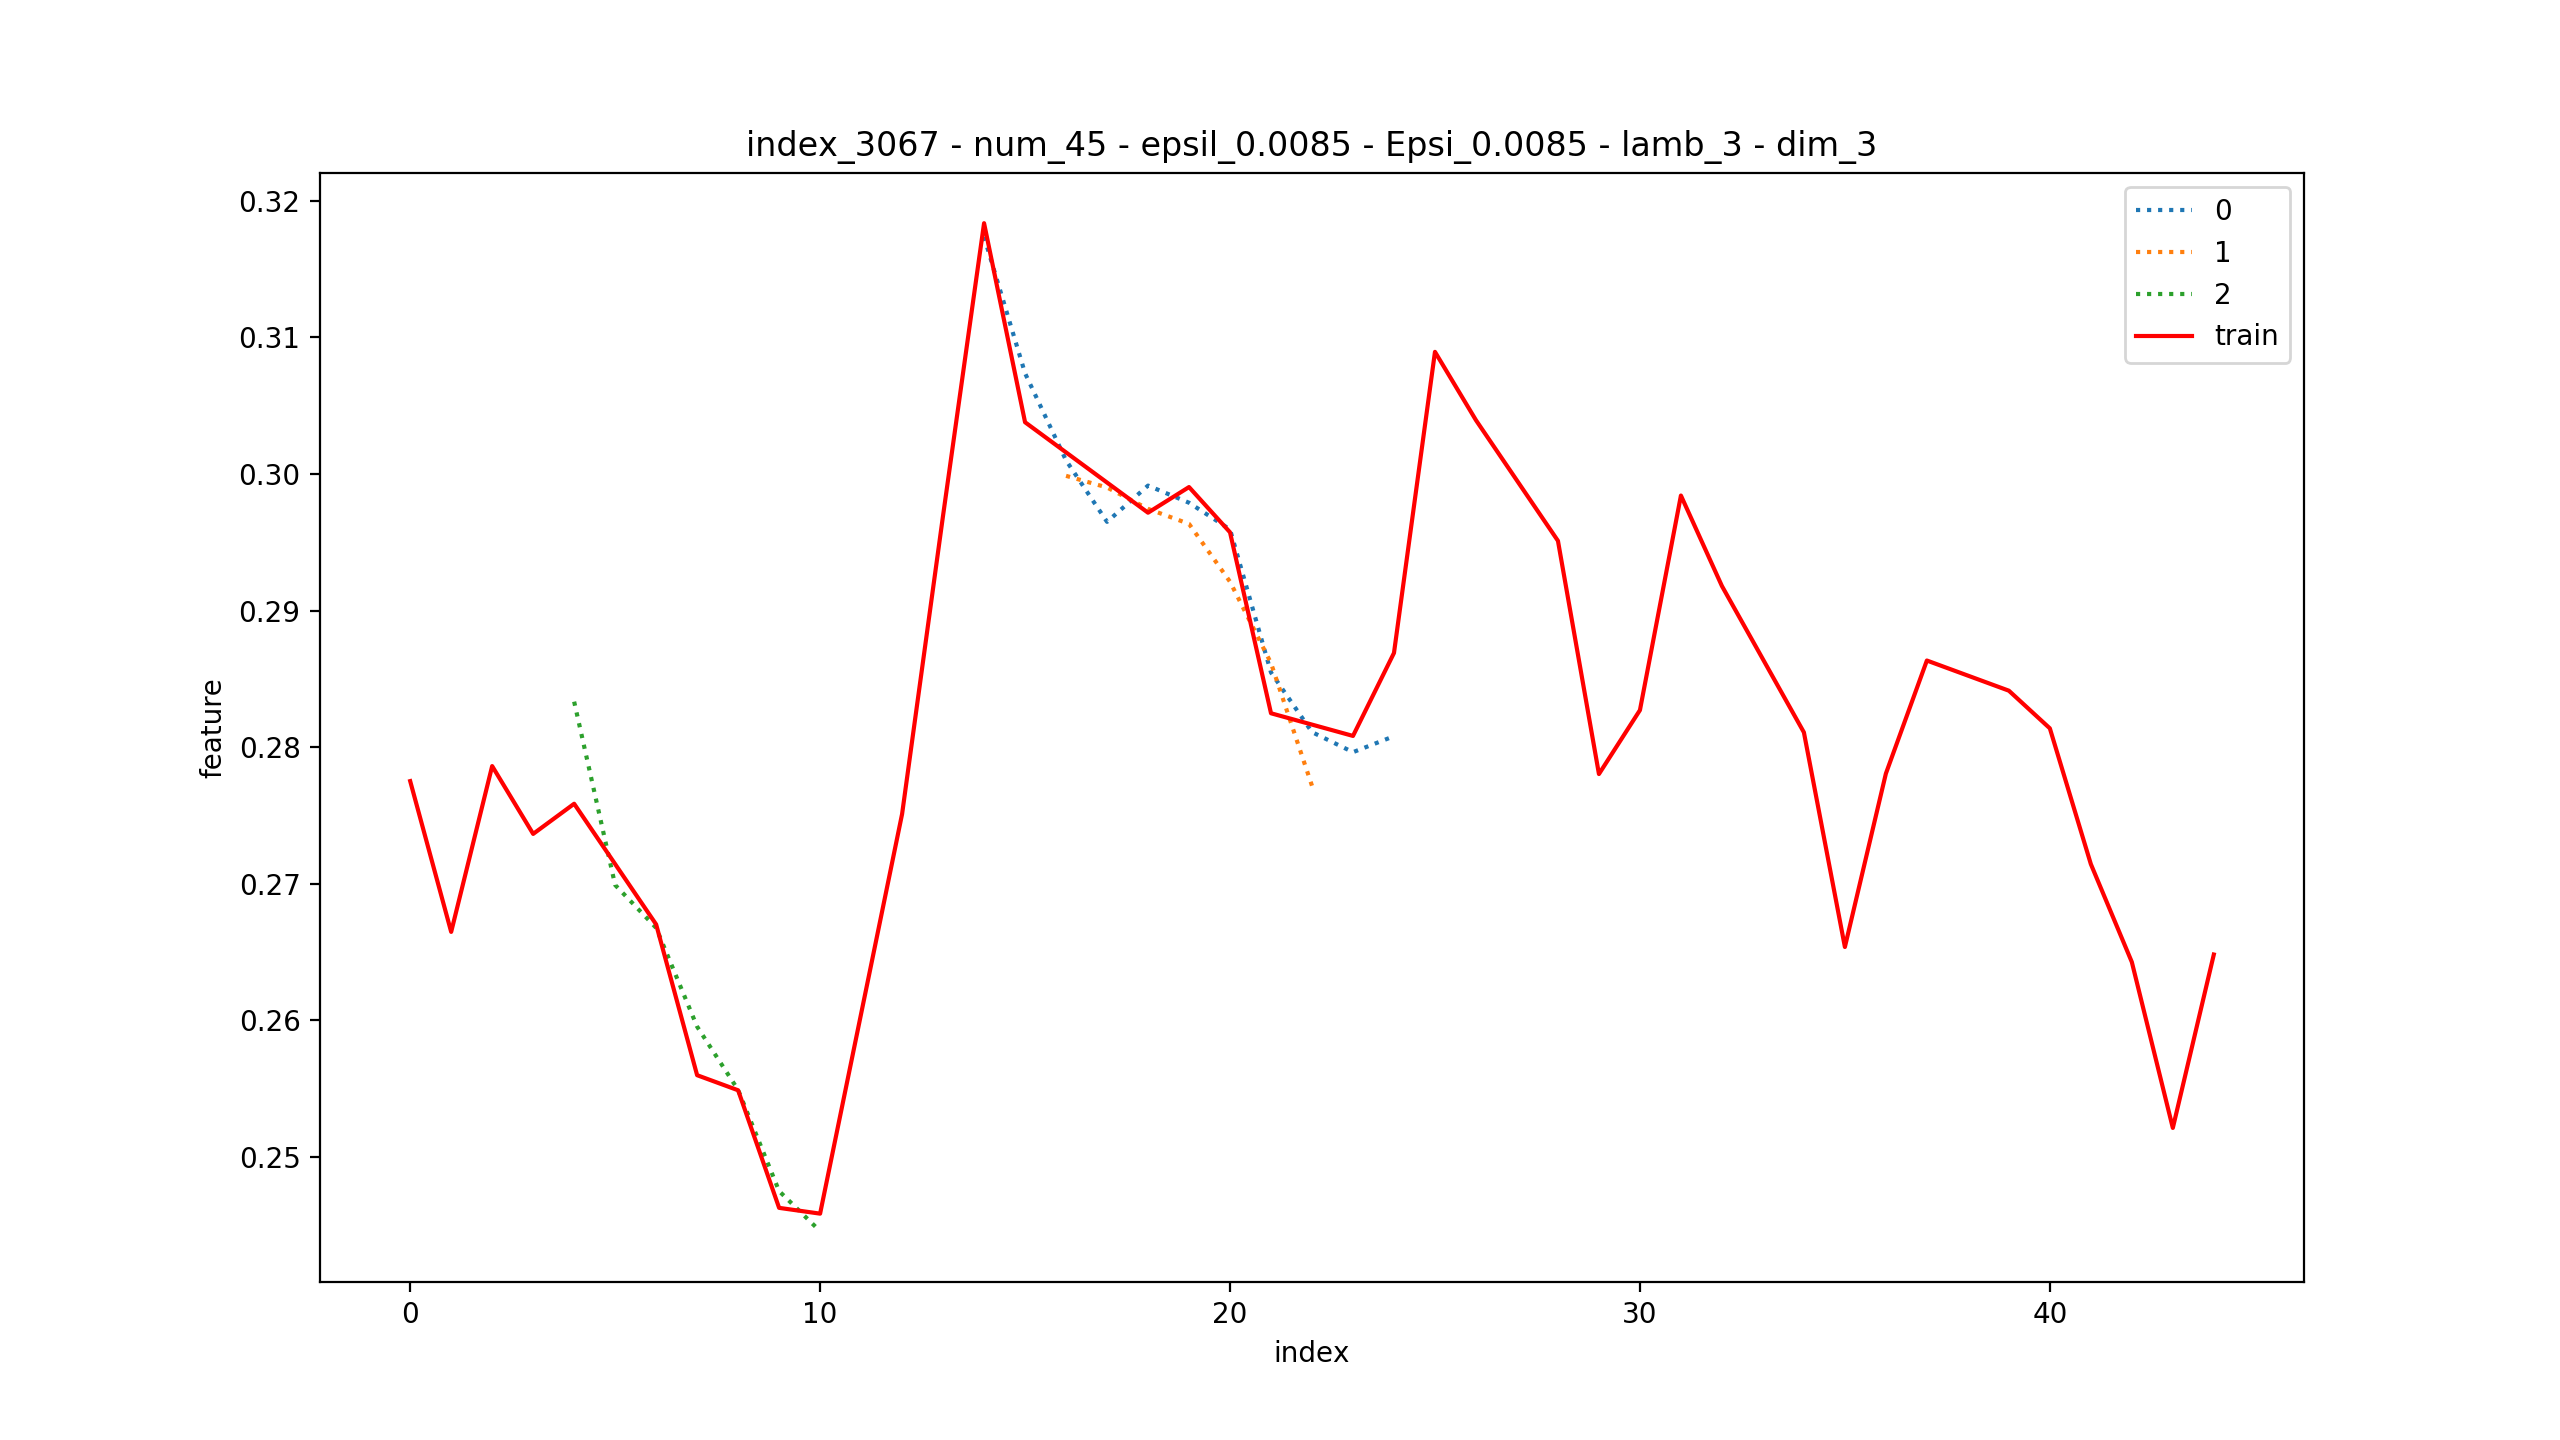 index_3067 - num_45 - epsil_0.0085 - Epsi_0.0085 - lamb_3 - dim_3
0.32
0.31
0.30
0.29
0.28
0.27
0.26
0.25
feature
0
1
2
train
0 10 20 30 40
index